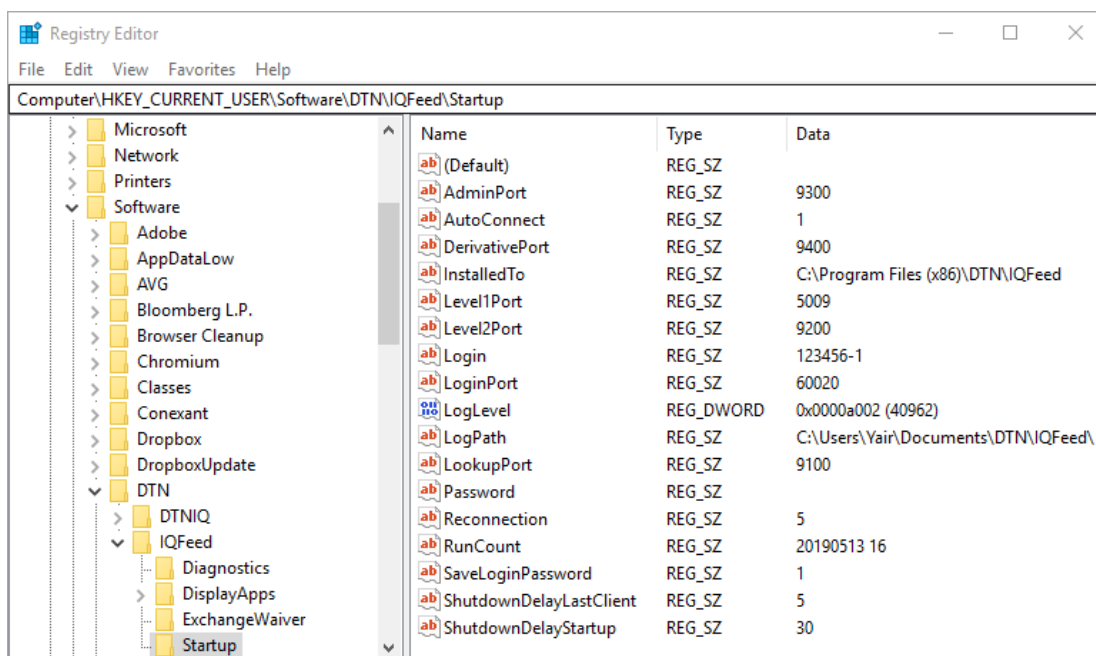 Registry Editor
File Edit View Favorites Help
Computer\HKEY_CURRENT_USER\Software\DTN\IQFeed\Startup
Microsoft
Network
Printers
Software
Adobe
AppDataLow
AVG
Bloomberg L.P.
Browser Cleanup
Chromium
Classes
Conexant
Dropbox
DropboxUpdate
DTN
DTNIQ
IQFeed
Diagnostics
DisplayApps
ExchangeWaiver
Startup
Name Type Data
(Default) REG_SZ
AdminPort REG_SZ 9300
AutoConnect REG_SZ 1
DerivativePort REG_SZ 9400
InstalledTo REG_SZ C:\Program Files (x86)\DTN\IQFeed
Level1Port REG_SZ 5009
Level2Port REG_SZ 9200
Login REG_SZ 123456-1
LoginPort REG_SZ 60020
LogLevel REG_DWORD 0x0000a002 (40962)
LogPath REG_SZ C:\Users\Yair\Documents\DTN\IQFeed\
LookupPort REG_SZ 9100
Password REG_SZ
Reconnection REG_SZ 5
RunCount REG_SZ 20190513 16
SaveLoginPassword REG_SZ 1
ShutdownDelayLastClient REG_SZ 5
ShutdownDelayStartup REG_SZ 30